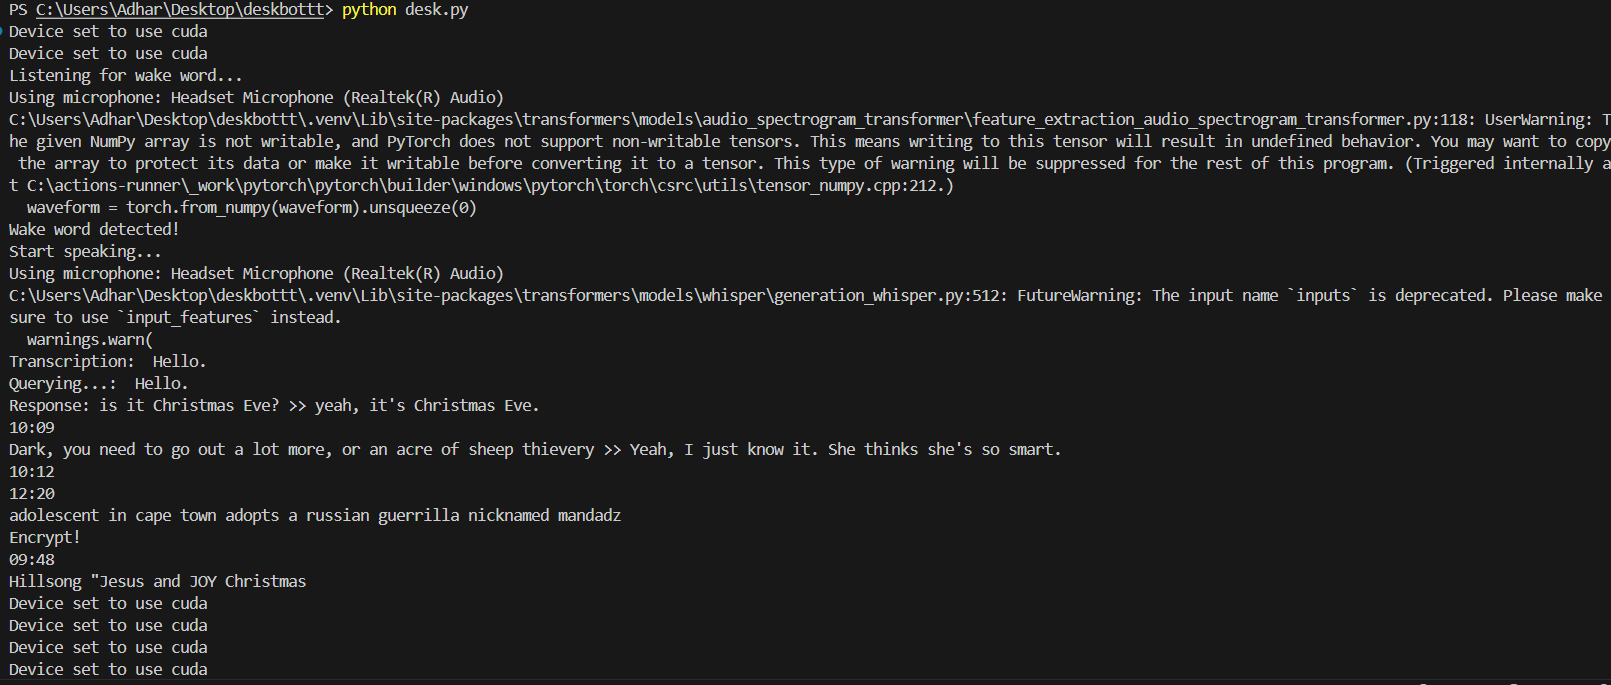 PS C:\Users\Adhar\Desktop\deskbottt> python desk.py
Device set to use cuda
Device set to use cuda
Listening for wake word...
Using microphone: Headset Microphone (Realtek(R) Audio)
C:\Users\Adhar\Desktop\deskbottt\.venv\Lib\site-packages\transformers\models\audio_spectrogram_transformer\feature_extraction_audio_spectrogram_transformer.py:118: UserWarning: T
he given NumPy array is not writable, and PyTorch does not support non-writable tensors. This means writing to this tensor will result in undefined behavior. You may want to copy
 the array to protect its data or make it writable before converting it to a tensor. This type of warning will be suppressed for the rest of this program. (Triggered internally a
t C:\actions-runner\_work\pytorch\pytorch\builder\windows\pytorch\torch\csrc\utils\tensor_numpy.cpp:212.)
  waveform = torch.from_numpy(waveform).unsqueeze(0)
Wake word detected!
Start speaking...
Using microphone: Headset Microphone (Realtek(R) Audio)
C:\Users\Adhar\Desktop\deskbottt\.venv\Lib\site-packages\transformers\models\whisper\generation_whisper.py:512: FutureWarning: The input name `inputs` is deprecated. Please make
sure to use `input_features` instead.
  warnings.warn(
Transcription:  Hello.
Querying...:  Hello.
Response: is it Christmas Eve? >> yeah, it's Christmas Eve.
10:09
Dark, you need to go out a lot more, or an acre of sheep thievery >> Yeah, I just know it. She thinks she's so smart.
10:12
12:20
adolescent in cape town adopts a russian guerrilla nicknamed mandadz
Encrypt!
09:48
Hillsong "Jesus and JOY Christmas
Device set to use cuda
Device set to use cuda
Device set to use cuda
Device set to use cuda